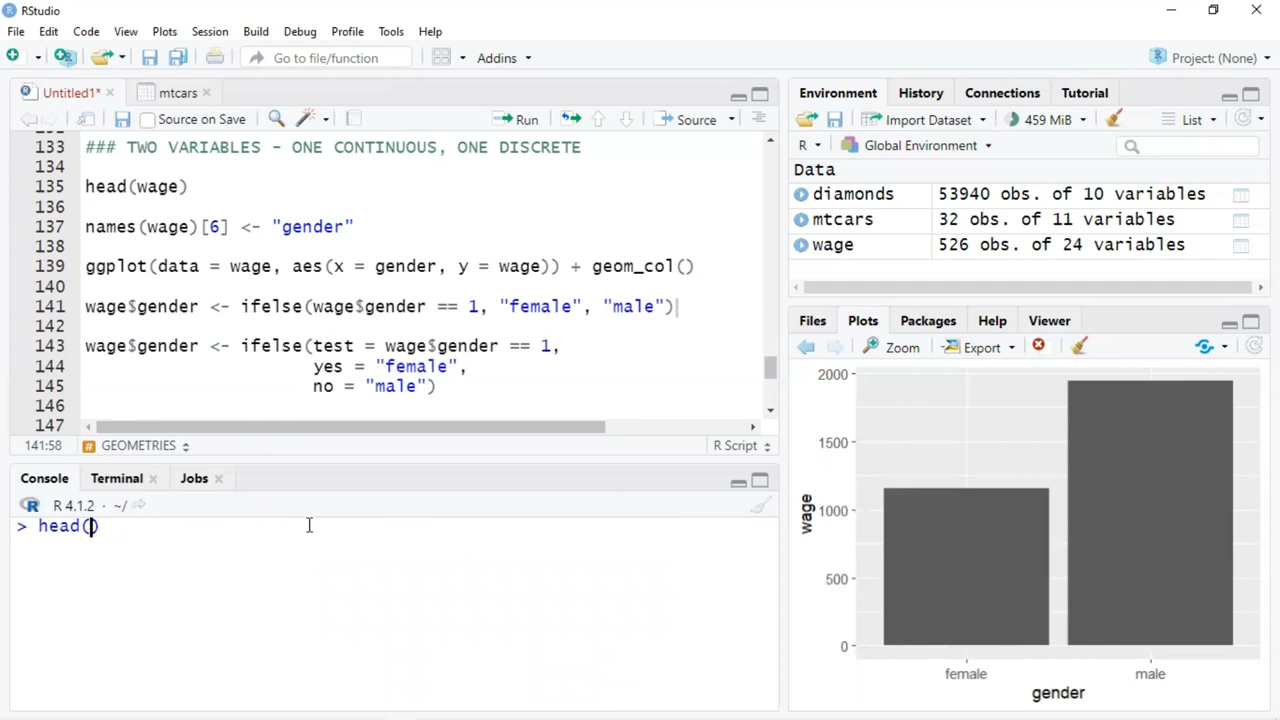 RStudio
File Edit Code View Plots Session Build Debug Profile Tools Help
Go to file/function Addins Project: (None)
Untitled1* mtcars
Source on Save Run Source
133 ### TWO VARIABLES - ONE CONTINUOUS, ONE DISCRETE
134
135 head(wage)
136
137 names(wage)[6] <- "gender"
138
139 ggplot(data = wage, aes(x = gender, y = wage)) + geom_col()
140
141 wage$gender <- ifelse(wage$gender == 1, "female", "male")
142
143 wage$gender <- ifelse(test = wage$gender == 1,
144 yes = "female",
145 no = "male")
146
147
141:58 # GEOMETRIES R Script
Console Terminal Jobs
R 4.1.2 · ~/
> head()
Environment History Connections Tutorial
Import Dataset 459 MiB List
R Global Environment
Data
diamonds 53940 obs. of 10 variables
mtcars 32 obs. of 11 variables
wage 526 obs. of 24 variables
Files Plots Packages Help Viewer
Zoom Export
2000
1500
1000
500
0
wage
female male
gender